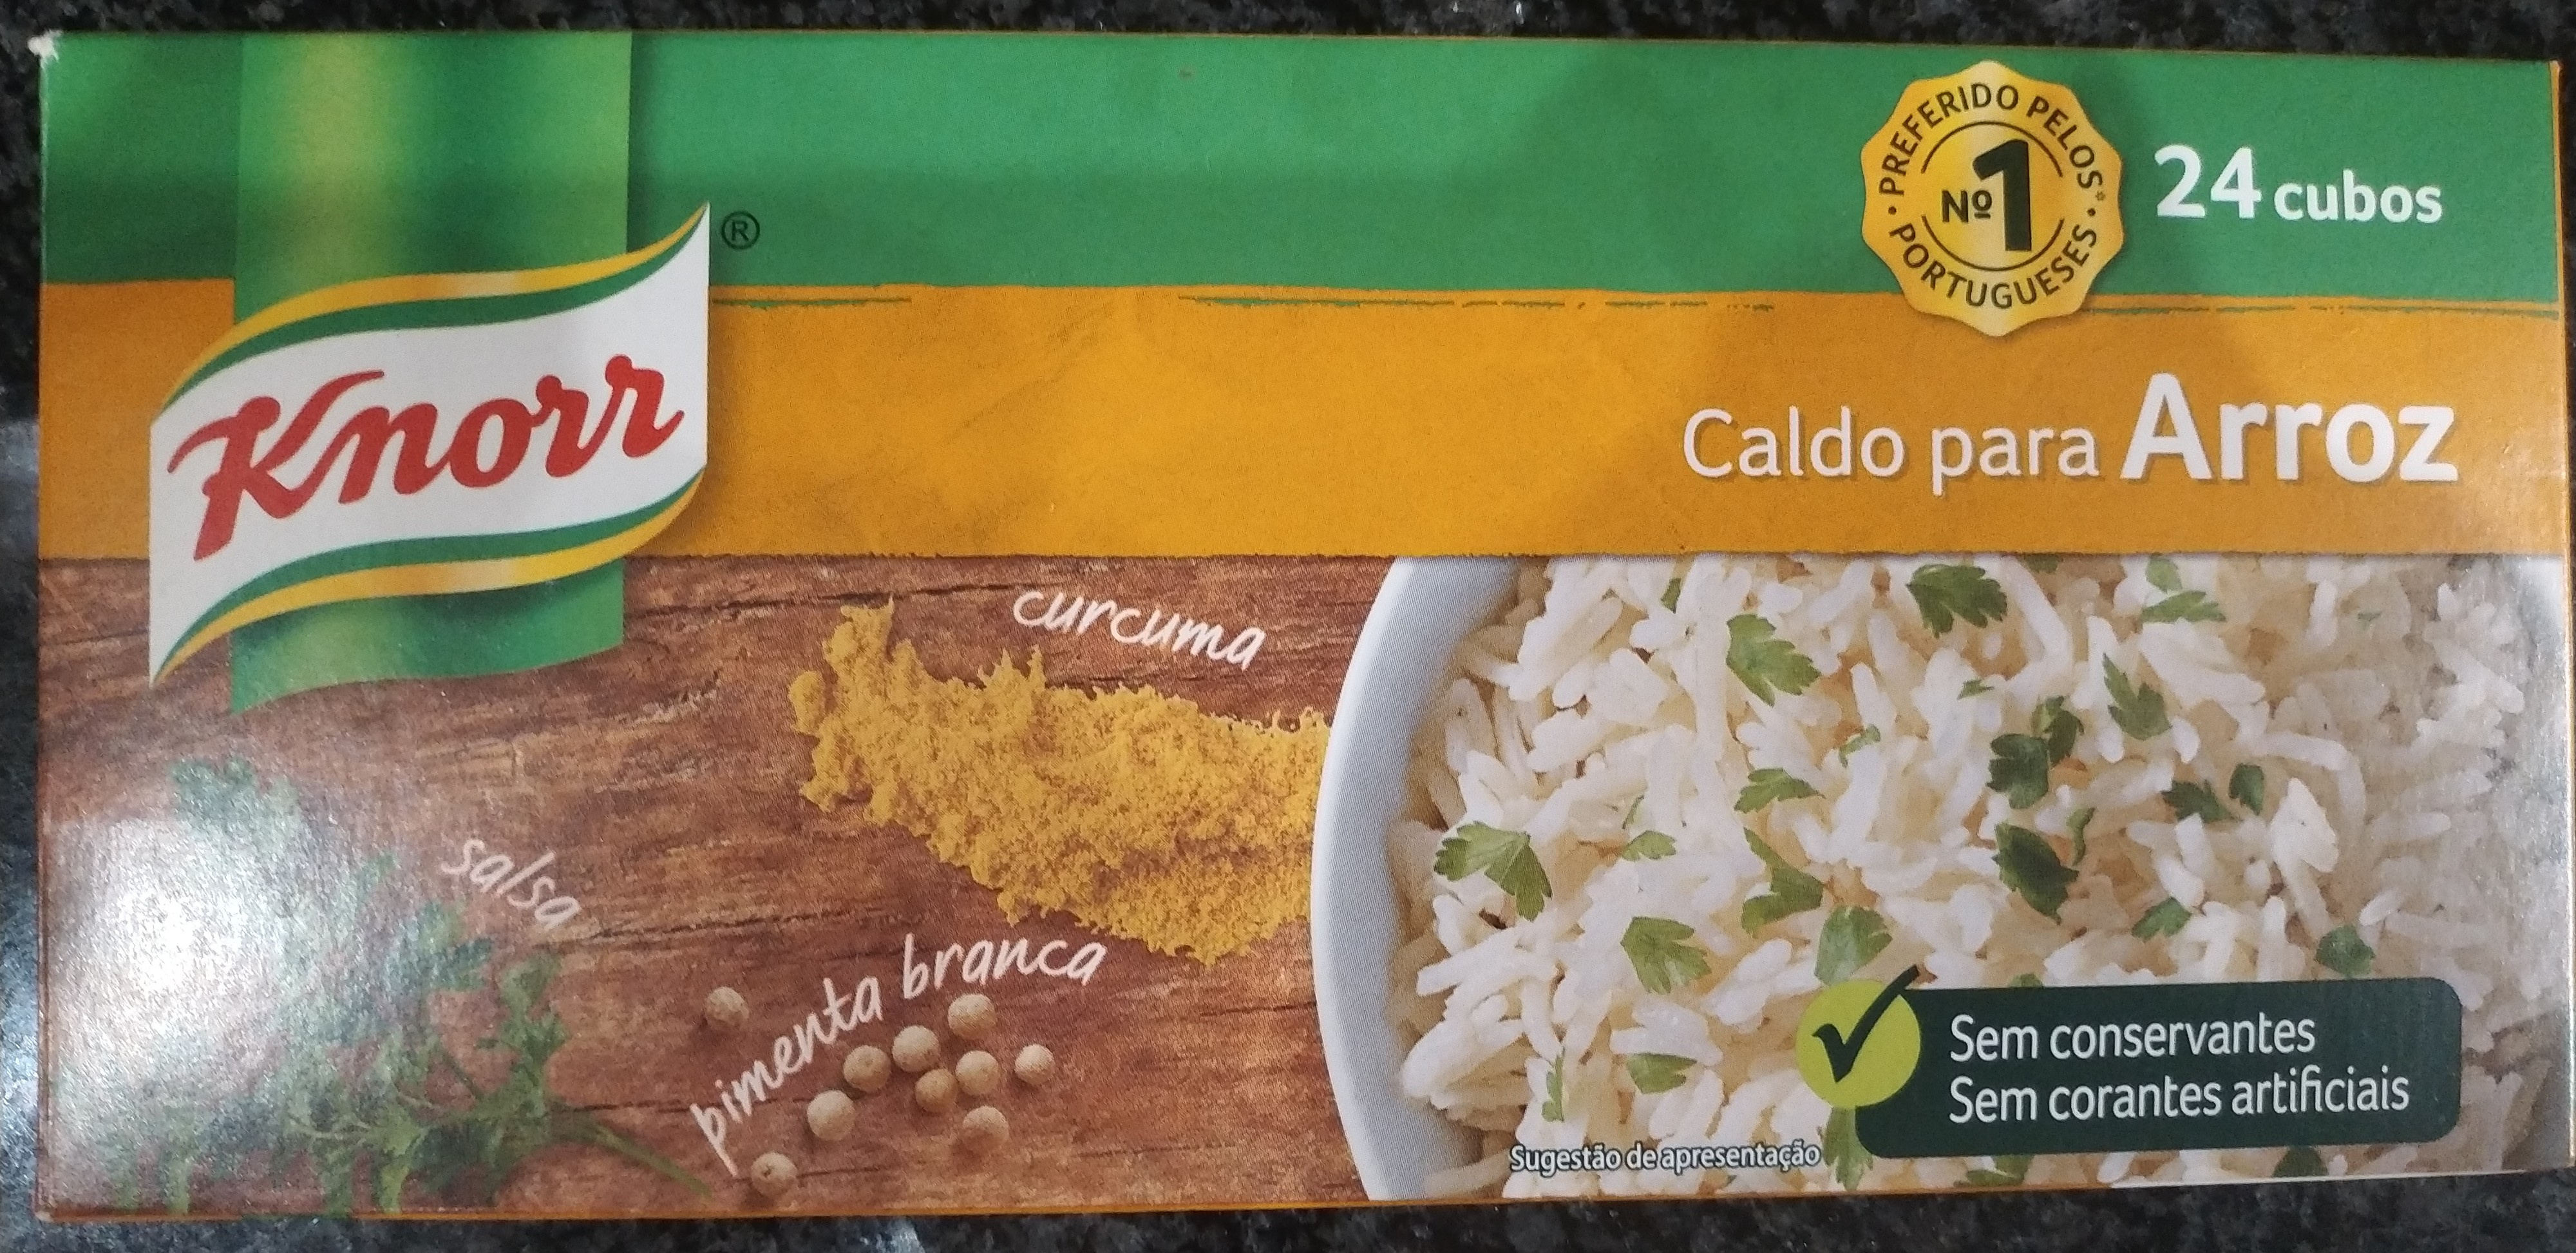 Knorr
®
PREFERIDO PELOS*
Nº1
PORTUGUESES
24 cubos
Caldo para Arroz
curcuma
salsa
pimenta branca
Sem conservantes
Sem corantes artificiais
Sugestão de apresentação